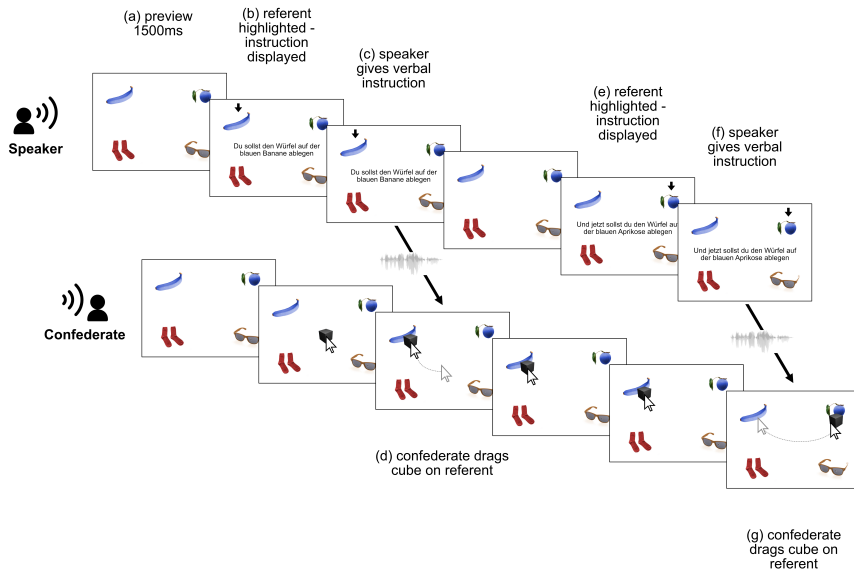 (a) preview
1500ms
(b) referent
highlighted -
instruction
displayed
(c) speaker
gives verbal
instruction
(e) referent
highlighted -
instruction
displayed
(f) speaker
gives verbal
instruction
Speaker
Du sollst den Würfel auf der
blauen Banane ablegen
Du sollst den Würfel auf der
blauen Banane ablegen
Und jetzt sollst du den Würfel auf
der blauen Aprikose ablegen
Und jetzt sollst du den Würfel auf
der blauen Aprikose ablegen
Confederate
(d) confederate drags
cube on referent
(g) confederate
drags cube on
referent